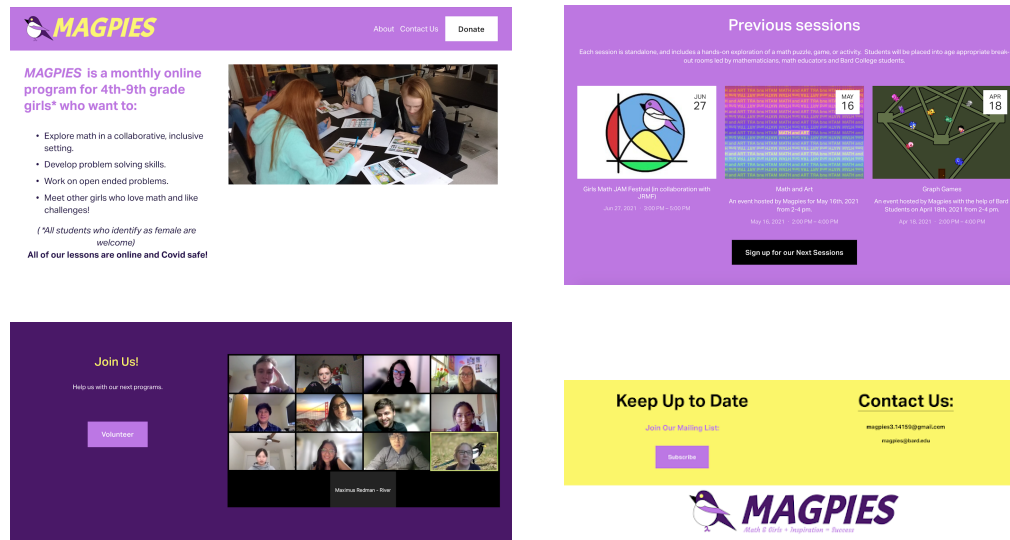 MAGPIES
About Contact Us Donate
MAGPIES is a monthly online
program for 4th-9th grade
girls* who want to:
• Explore math in a collaborative, inclusive
setting.
• Develop problem solving skills.
• Work on open ended problems.
• Meet other girls who love math and like
challenges!
( *All students who identify as female are
welcome)
All of our lessons are online and Covid safe!
Previous sessions
Each session is standalone, and includes a hands-on exploration of a math puzzle, game, or activity. Students will be placed into age appropriate break-
out rooms led by mathematicians, math educators and Bard College students.
JUN
27
MAY
16
APR
18
MATH and ART
Girls Math JAM Festival (in collaboration with
JRMF)
Jun 27, 2021 · 3:00 PM – 5:00 PM
Math and Art
An event hosted by Magpies for May 16th, 2021
from 2-4 pm.
May 16, 2021 · 2:00 PM – 4:00 PM
Graph Games
An event hosted by Magpies with the help of Bard
Students on April 18th, 2021 from 2-4 pm.
Apr 18, 2021 · 2:00 PM – 4:00 PM
Sign up for our Next Sessions
Join Us!
Help us with our next programs.
Volunteer
Maximus Redman - River
Keep Up to Date
Join Our Mailing List:
Subscribe
Contact Us:
magpies3.14159@gmail.com
magpies@bard.edu
MAGPIES
Math & Girls + Inspiration = Success